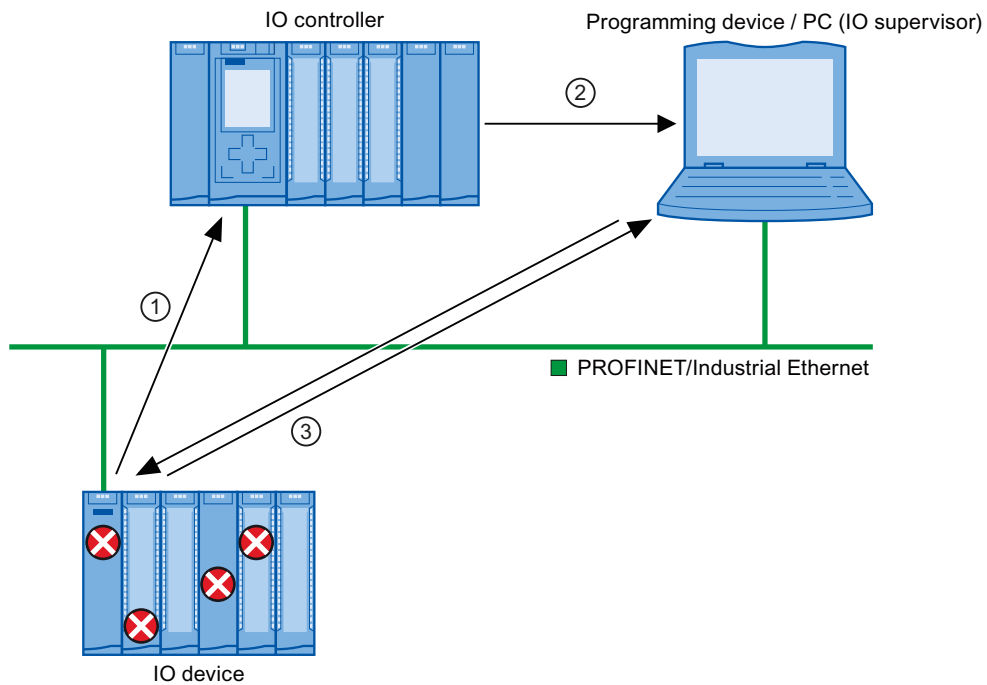 IO controller
Programming device / PC (IO supervisor)
2
1
PROFINET/Industrial Ethernet
3
IO device